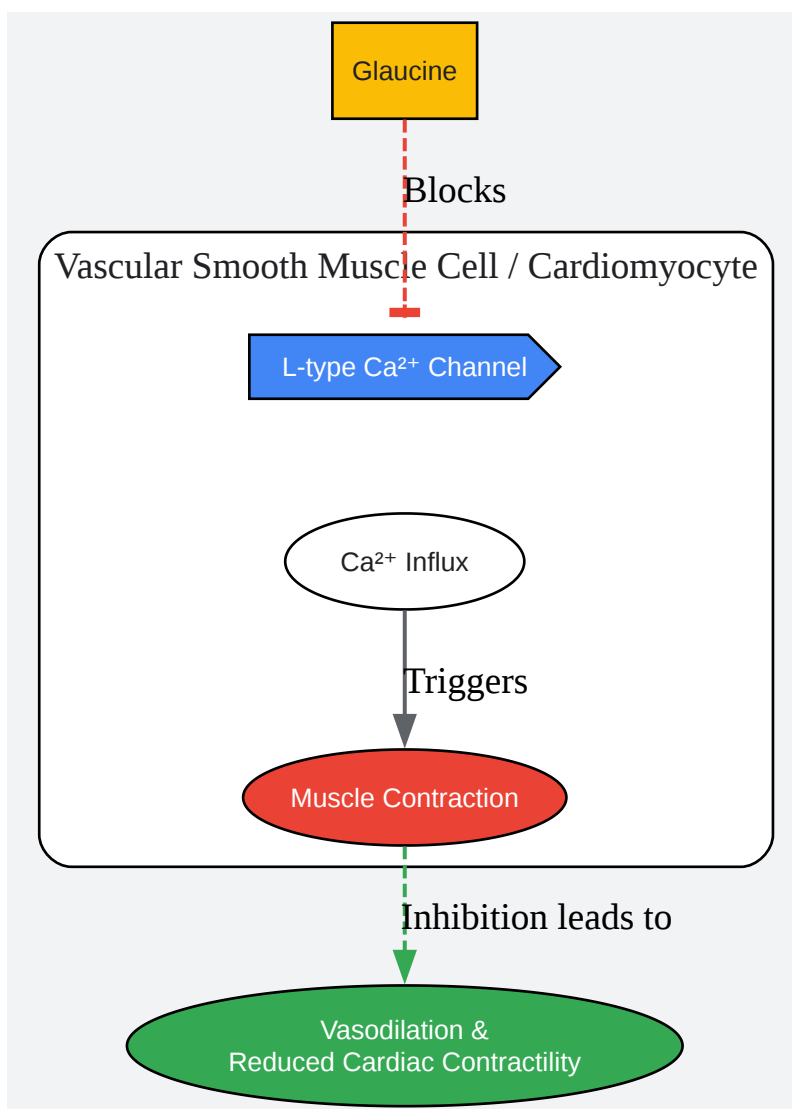 Glaucine
Blocks
Vascular Smooth Muscle Cell / Cardiomyocyte
L-type Ca²⁺ Channel
Ca²⁺ Influx
Triggers
Muscle Contraction
Inhibition leads to
Vasodilation &
Reduced Cardiac Contractility